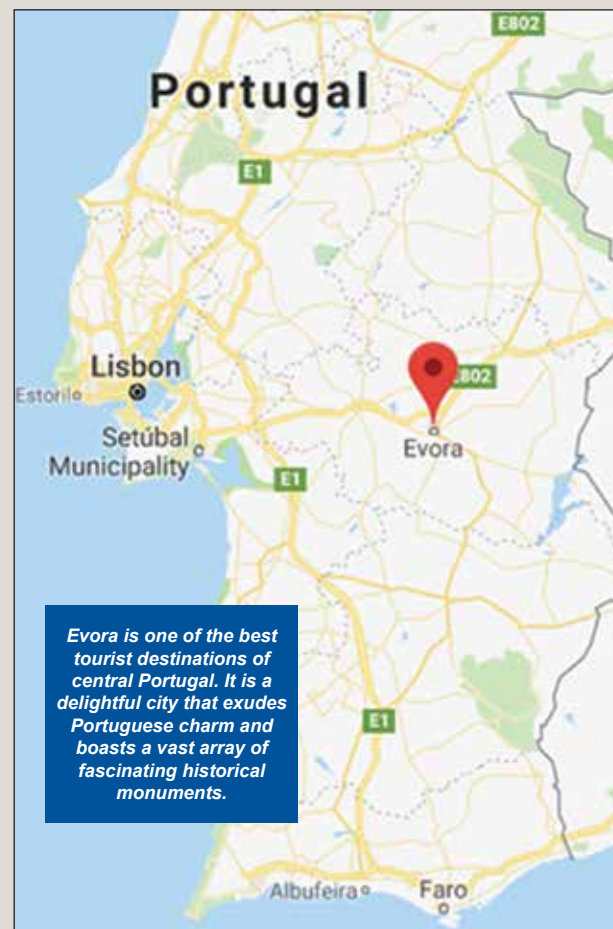 E802
Portugal
E1
Lisbon
Estoril
E802
Evora
Setúbal
Municipality
E1
Evora is one of the best
tourist destinations of
central Portugal. It is a
delightful city that exudes
Portuguese charm and
boasts a vast array of
fascinating historical
monuments.
E1
Albufeira
Faro